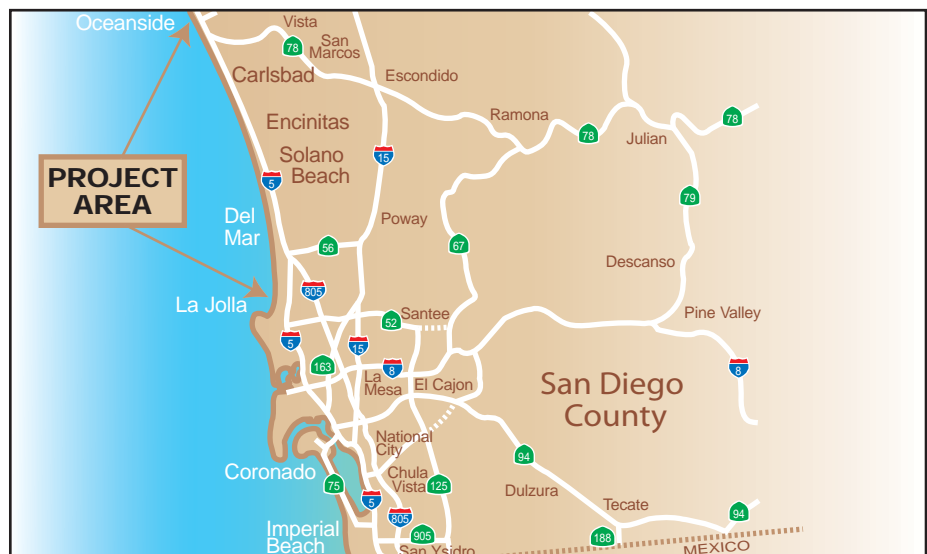 Oceanside
Vista
San
Marcos
78
Carlsbad
Escondido
Encinitas
Ramona
78
Julian
78
Solano
Beach
15
5
PROJECT
AREA
79
Del
Mar
Poway
56
67
Descanso
805
La Jolla
52
Santee
Pine Valley
5
15
163
8
8
La
Mesa
El Cajon
San Diego
County
National
City
94
Coronado
75
Chula
Vista
125
Dulzura
5
Tecate
94
805
Imperial
Beach
905
188
San Ysidro
MEXICO